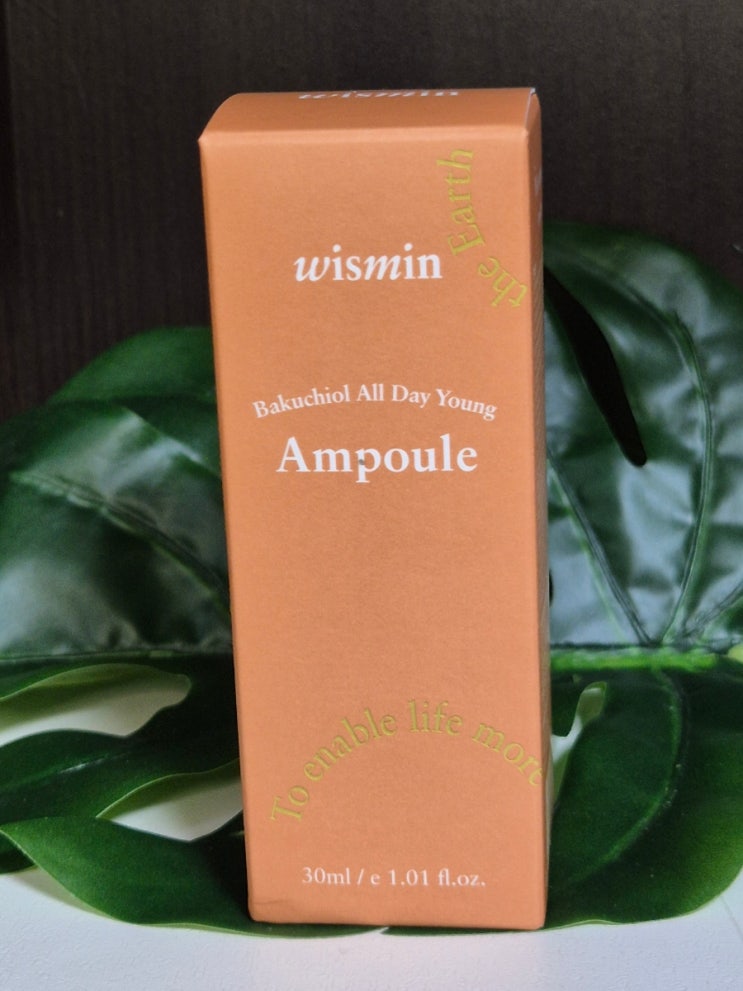 wismin
the Earth
wismin
Bakuchiol All Day Young
Ampoule
To enable life more
30ml / e 1.01 fl.oz.